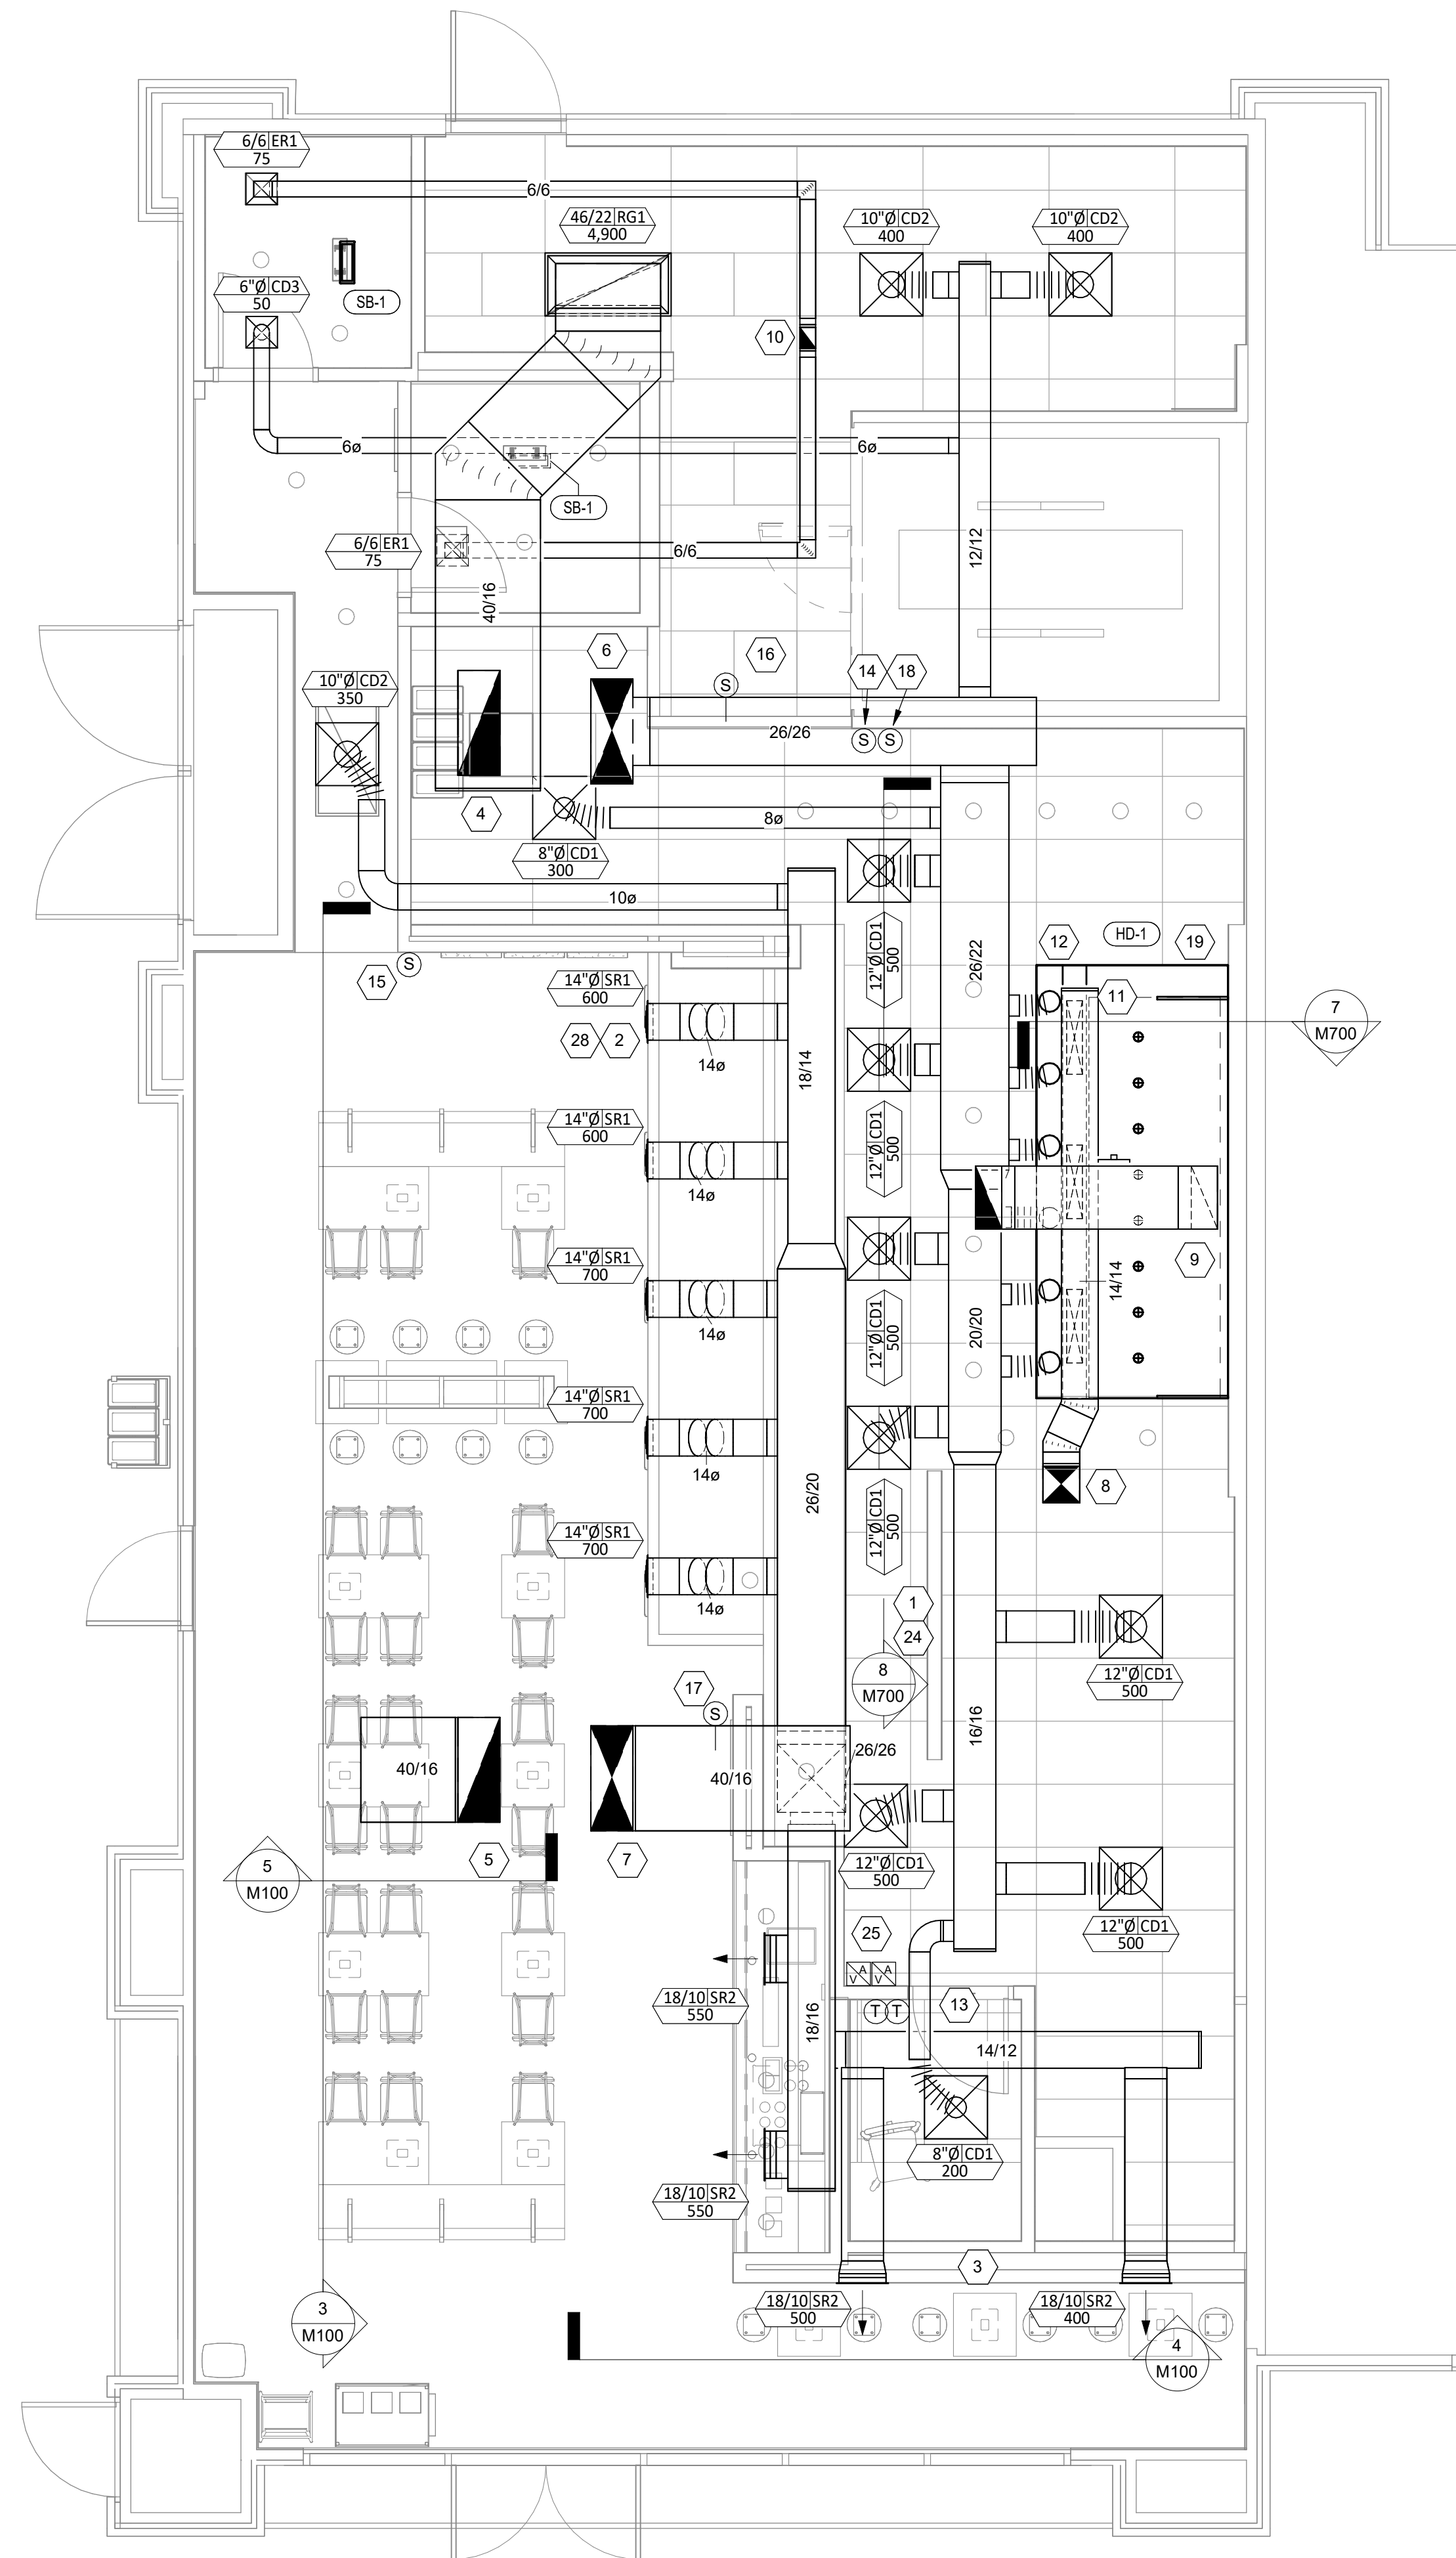 6/6 ER1
75
6/6
46/22 RG1
4,900
10"Ø CD2
400
10"Ø CD2
400
6"Ø CD3
50
SB-1
10
6ø
6ø
SB-1
6/6 ER1
75
6/6
12/12
40/16
6
16
14
18
10"Ø CD2
350
S
26/26
S
S
4
8ø
8"Ø CD1
300
10ø
12"Ø CD1
500
26/22
12
HD-1
19
15
S
14"Ø SR1
600
11
7
M700
28
2
14ø
18/14
14"Ø SR1
600
12"Ø CD1
500
14ø
14"Ø SR1
700
9
14/14
14ø
12"Ø CD1
500
20/20
14"Ø SR1
700
14ø
26/20
8
12"Ø CD1
500
14"Ø SR1
700
14ø
1
24
8
M700
12"Ø CD1
500
17
S
16/16
40/16
40/16
26/26
5
M100
5
7
12"Ø CD1
500
12"Ø CD1
500
25
A
V
A
V
18/10 SR2
550
T
T
13
18/16
14/12
8"Ø CD1
200
18/10 SR2
550
3
3
M100
18/10 SR2
500
18/10 SR2
400
4
M100